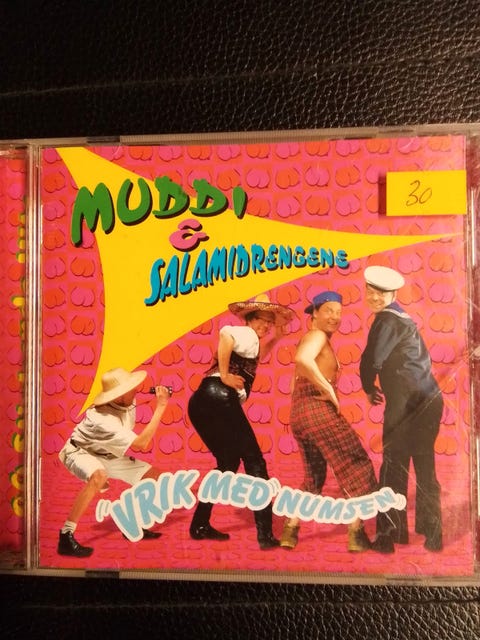 MUDDI
&
SALAMIDRENGENE
30
"VRIK MED NUMSEN"